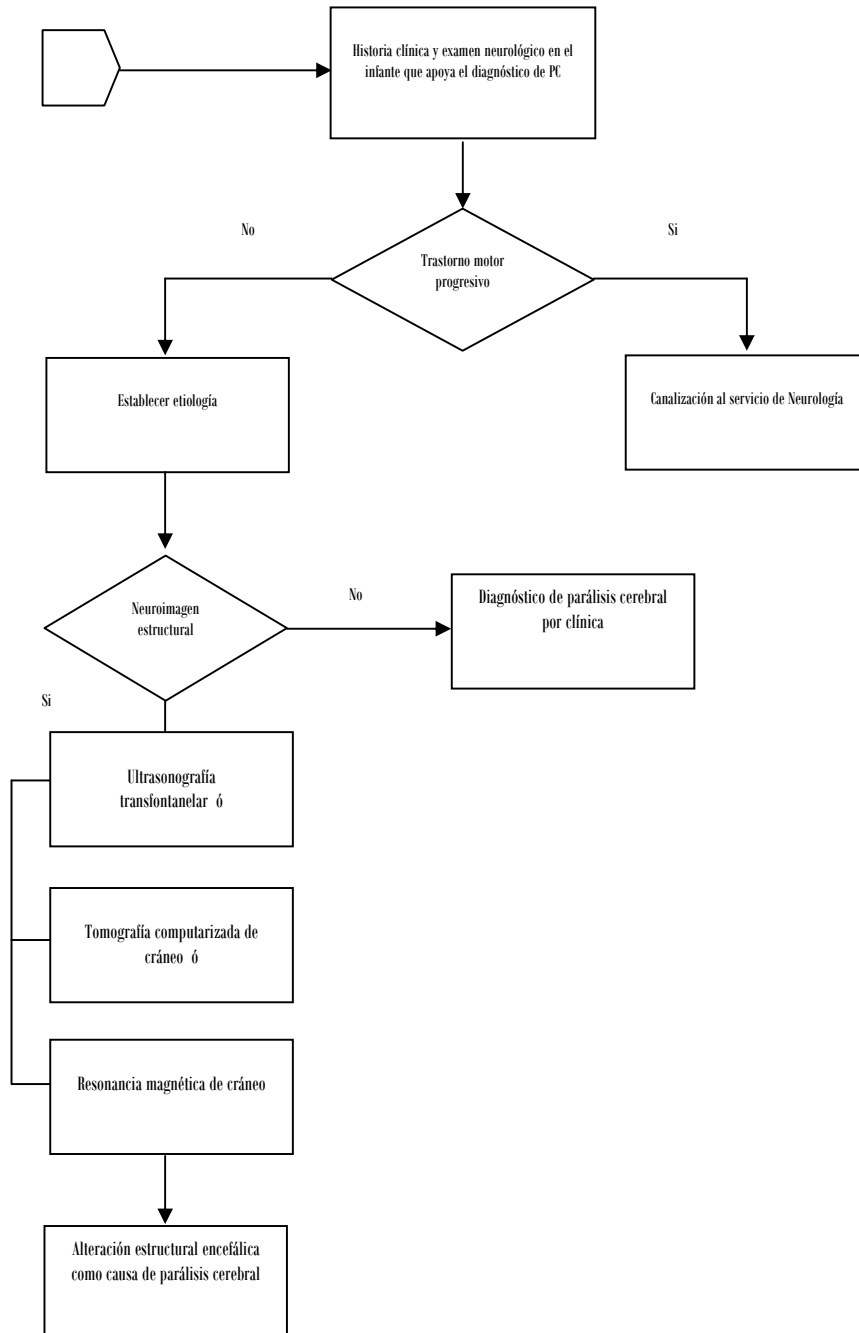 Historia clínica y examen neurológico en el
infante que apoya el diagnóstico de PC
No
Si
Trastorno motor
progresivo
Establecer etiología
Canalización al servicio de Neurología
Neuroimagen
estructural
No
Diagnóstico de parálisis cerebral
por clínica
Si
Ultrasonografía
transfontanelar ó
Tomografía computarizada de
cráneo ó
Resonancia magnética de cráneo
Alteración estructural encefálica
como causa de parálisis cerebral